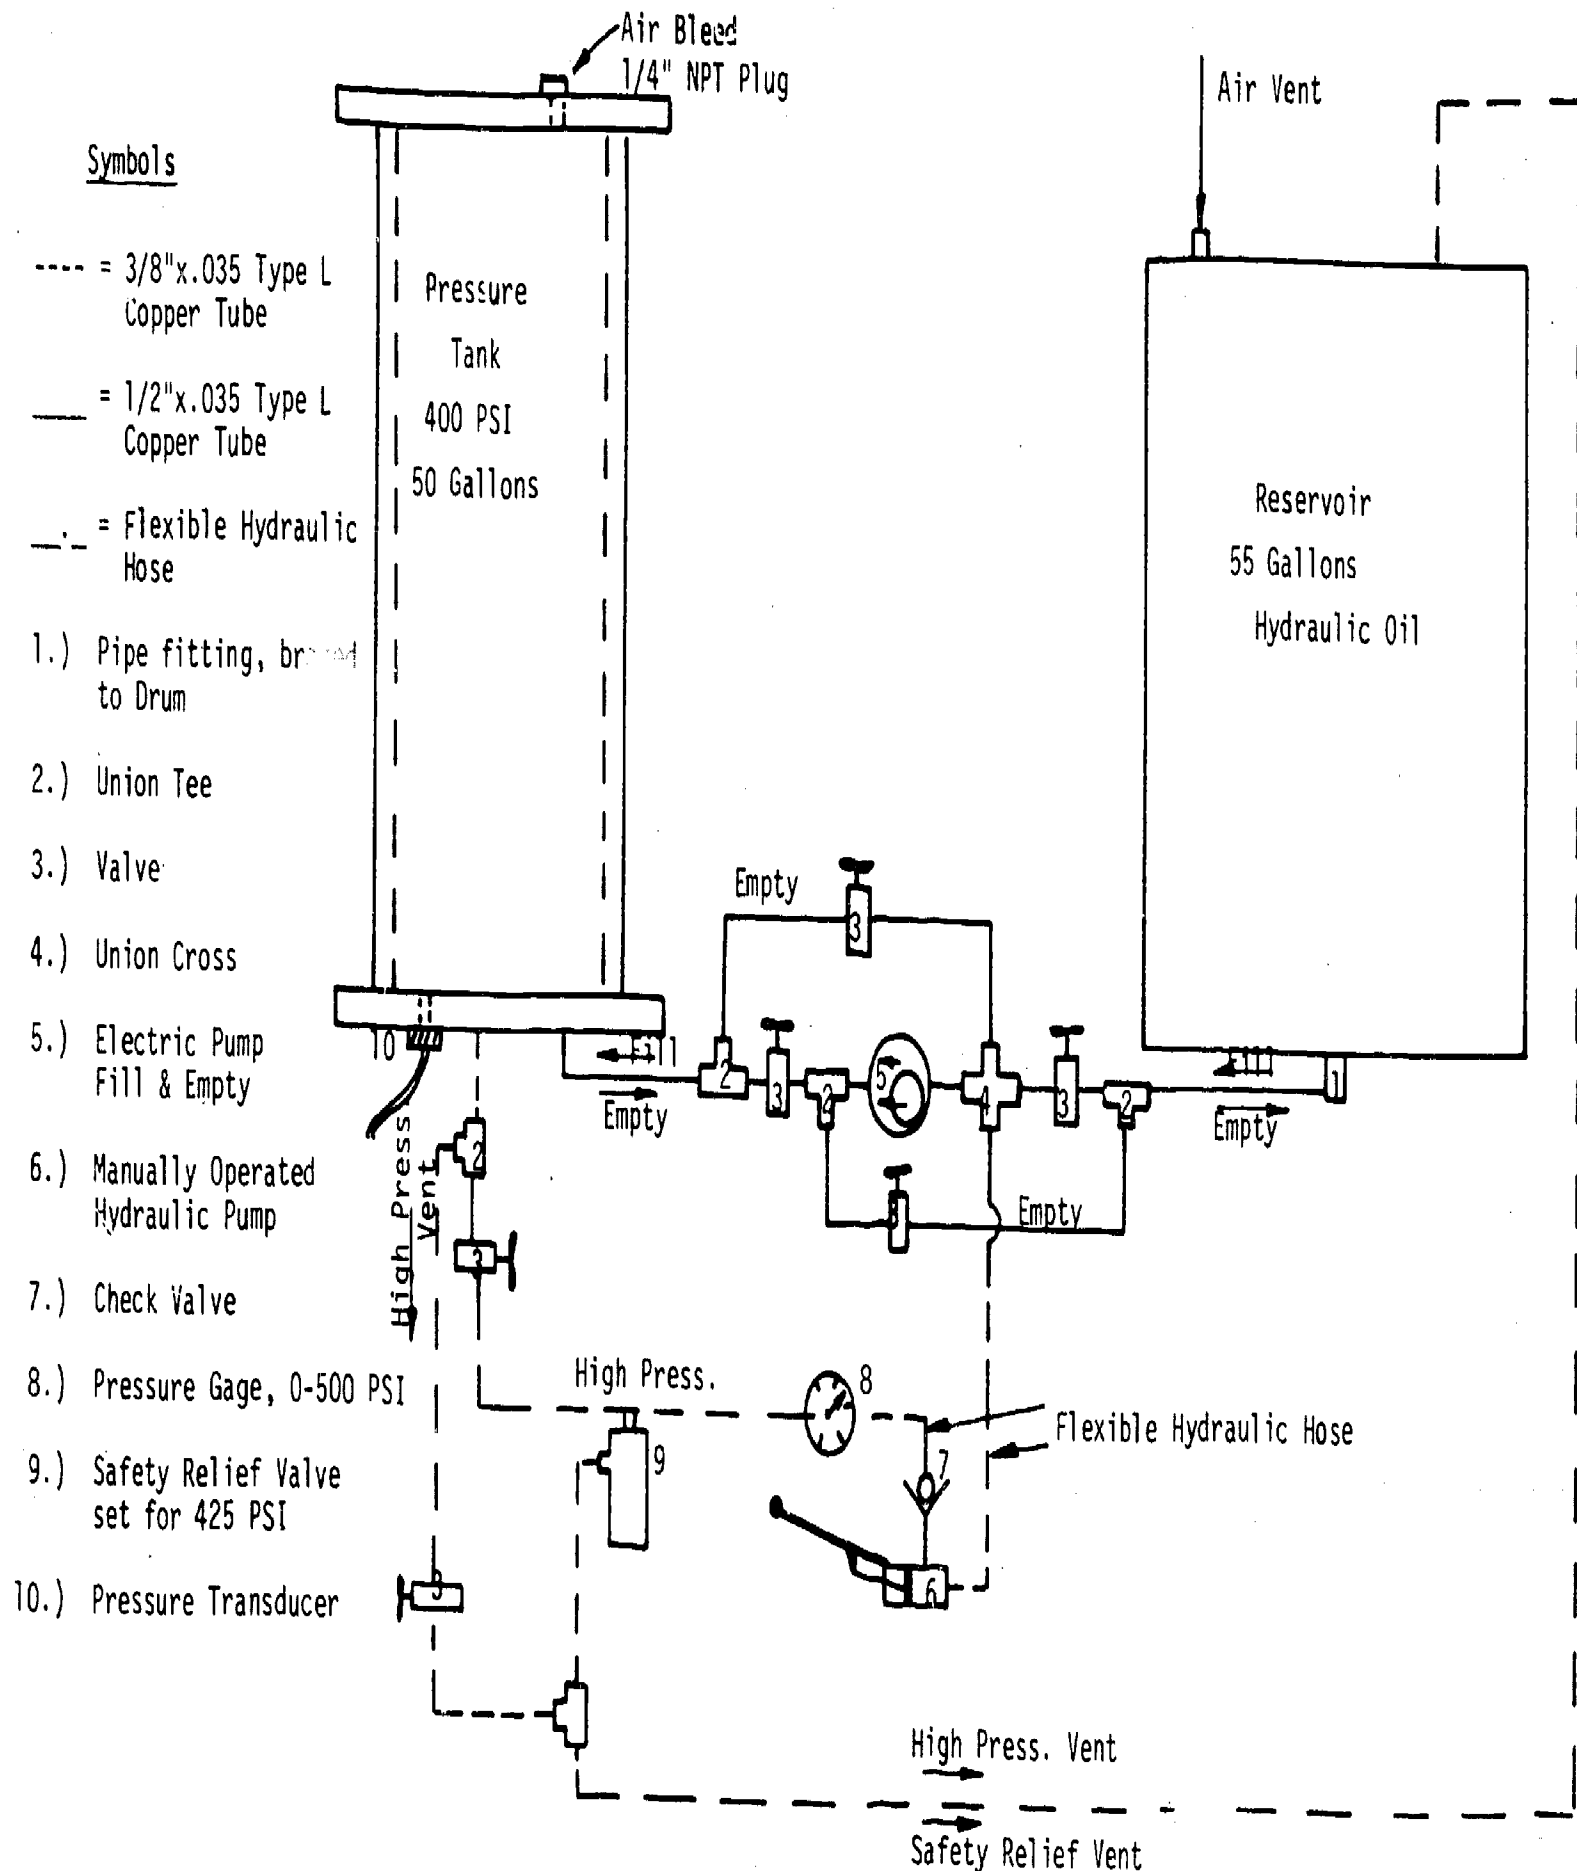 Air Bleed
1/4" NPT Plug
Air Vent
Symbols
---- = 3/8"x.035 Type L
Copper Tube
___ = 1/2"x.035 Type L
Copper Tube
__._ = Flexible Hydraulic
Hose
1.) Pipe fitting,
to Drum
2.) Union Tee
3.) Valve
4.) Union Cross
5.) Electric Pump
Fill & Empty
6.) Manually Operated
Hydraulic Pump
7.) Check Valve
8.) Pressure Gage, 0-500 PSI
9.) Safety Relief Valve
set for 425 PSI
10.) Pressure Transducer
Pressure
Tank
400 PSI
50 Gallons
Reservoir
55 Gallons
Hydraulic Oil
Empty
3
10
Fill
Empty
2
3
2
5
4
3
2
1
Fill
Empty
3
Empty
High Press
Vent
2
3
High Press.
8
9
7
Flexible Hydraulic Hose
6
3
High Press. Vent
Safety Relief Vent